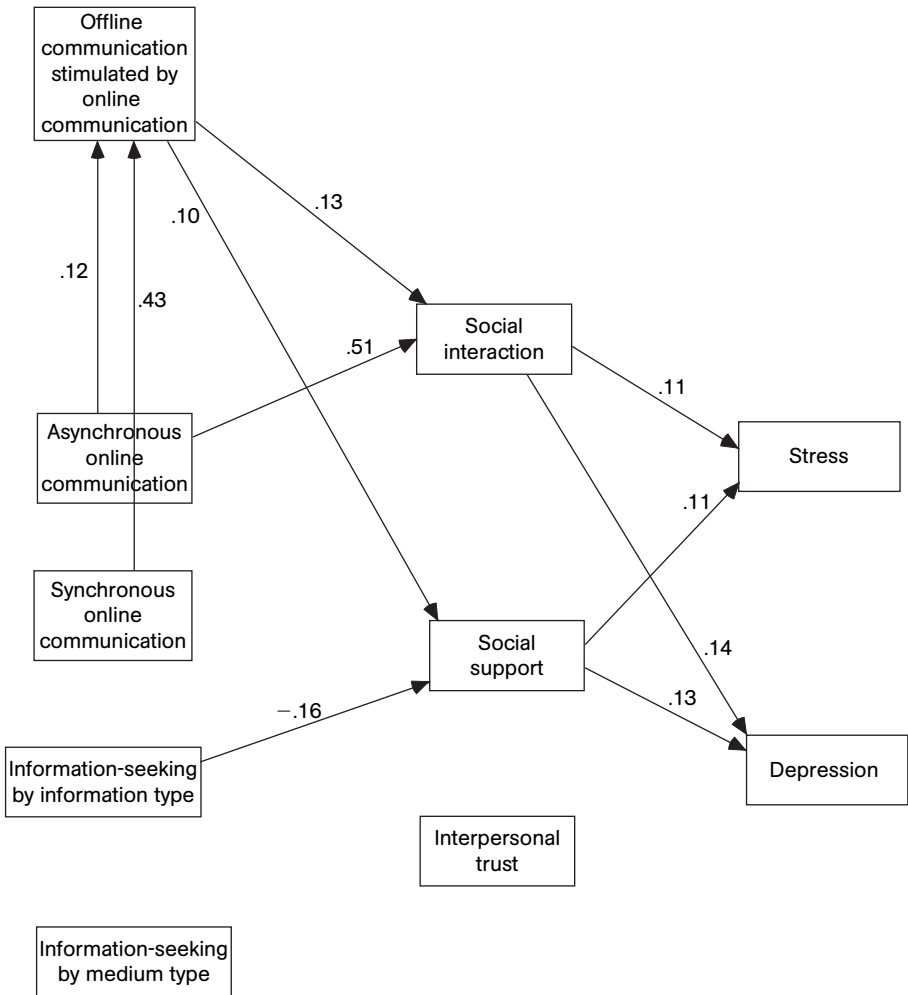 Offline
communication
stimulated by
online
communication
.13
.10
.12
.43
Social
interaction
.51
.11
Asynchronous
online
communication
Stress
.11
Synchronous
online
communication
Social
support
.14
.13
−.16
Information-seeking
by information type
Depression
Interpersonal
trust
Information-seeking
by medium type